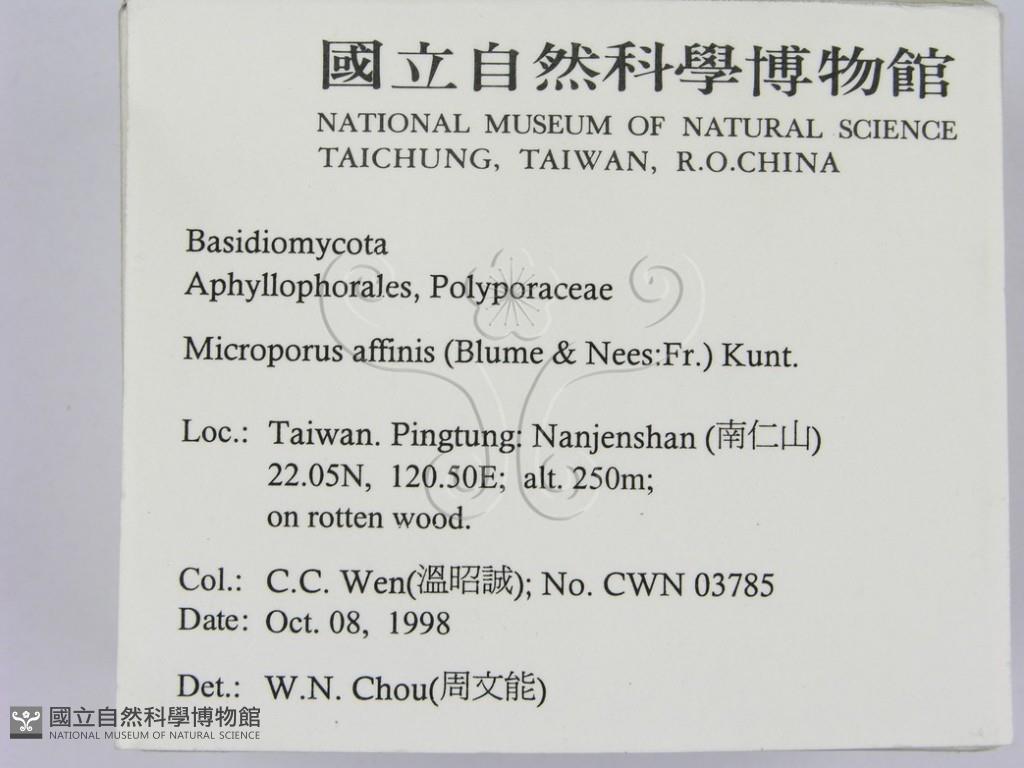 國立自然科學博物館
NATIONAL MUSEUM OF NATURAL SCIENCE
TAICHUNG, TAIWAN, R.O.CHINA
Basidiomycota
Aphyllophorales, Polyporaceae
Microporus affinis (Blume & Nees:Fr.) Kunt.
Loc.: Taiwan. Pingtung: Nanjenshan (南仁山)
22.05N, 120.50E; alt. 250m;
on rotten wood.
Col.: C.C. Wen(溫昭誠); No. CWN 03785
Date: Oct. 08, 1998
Det.: W.N. Chou(周文能)
國立自然科學博物館
NATIONAL MUSEUM OF NATURAL SCIENCE